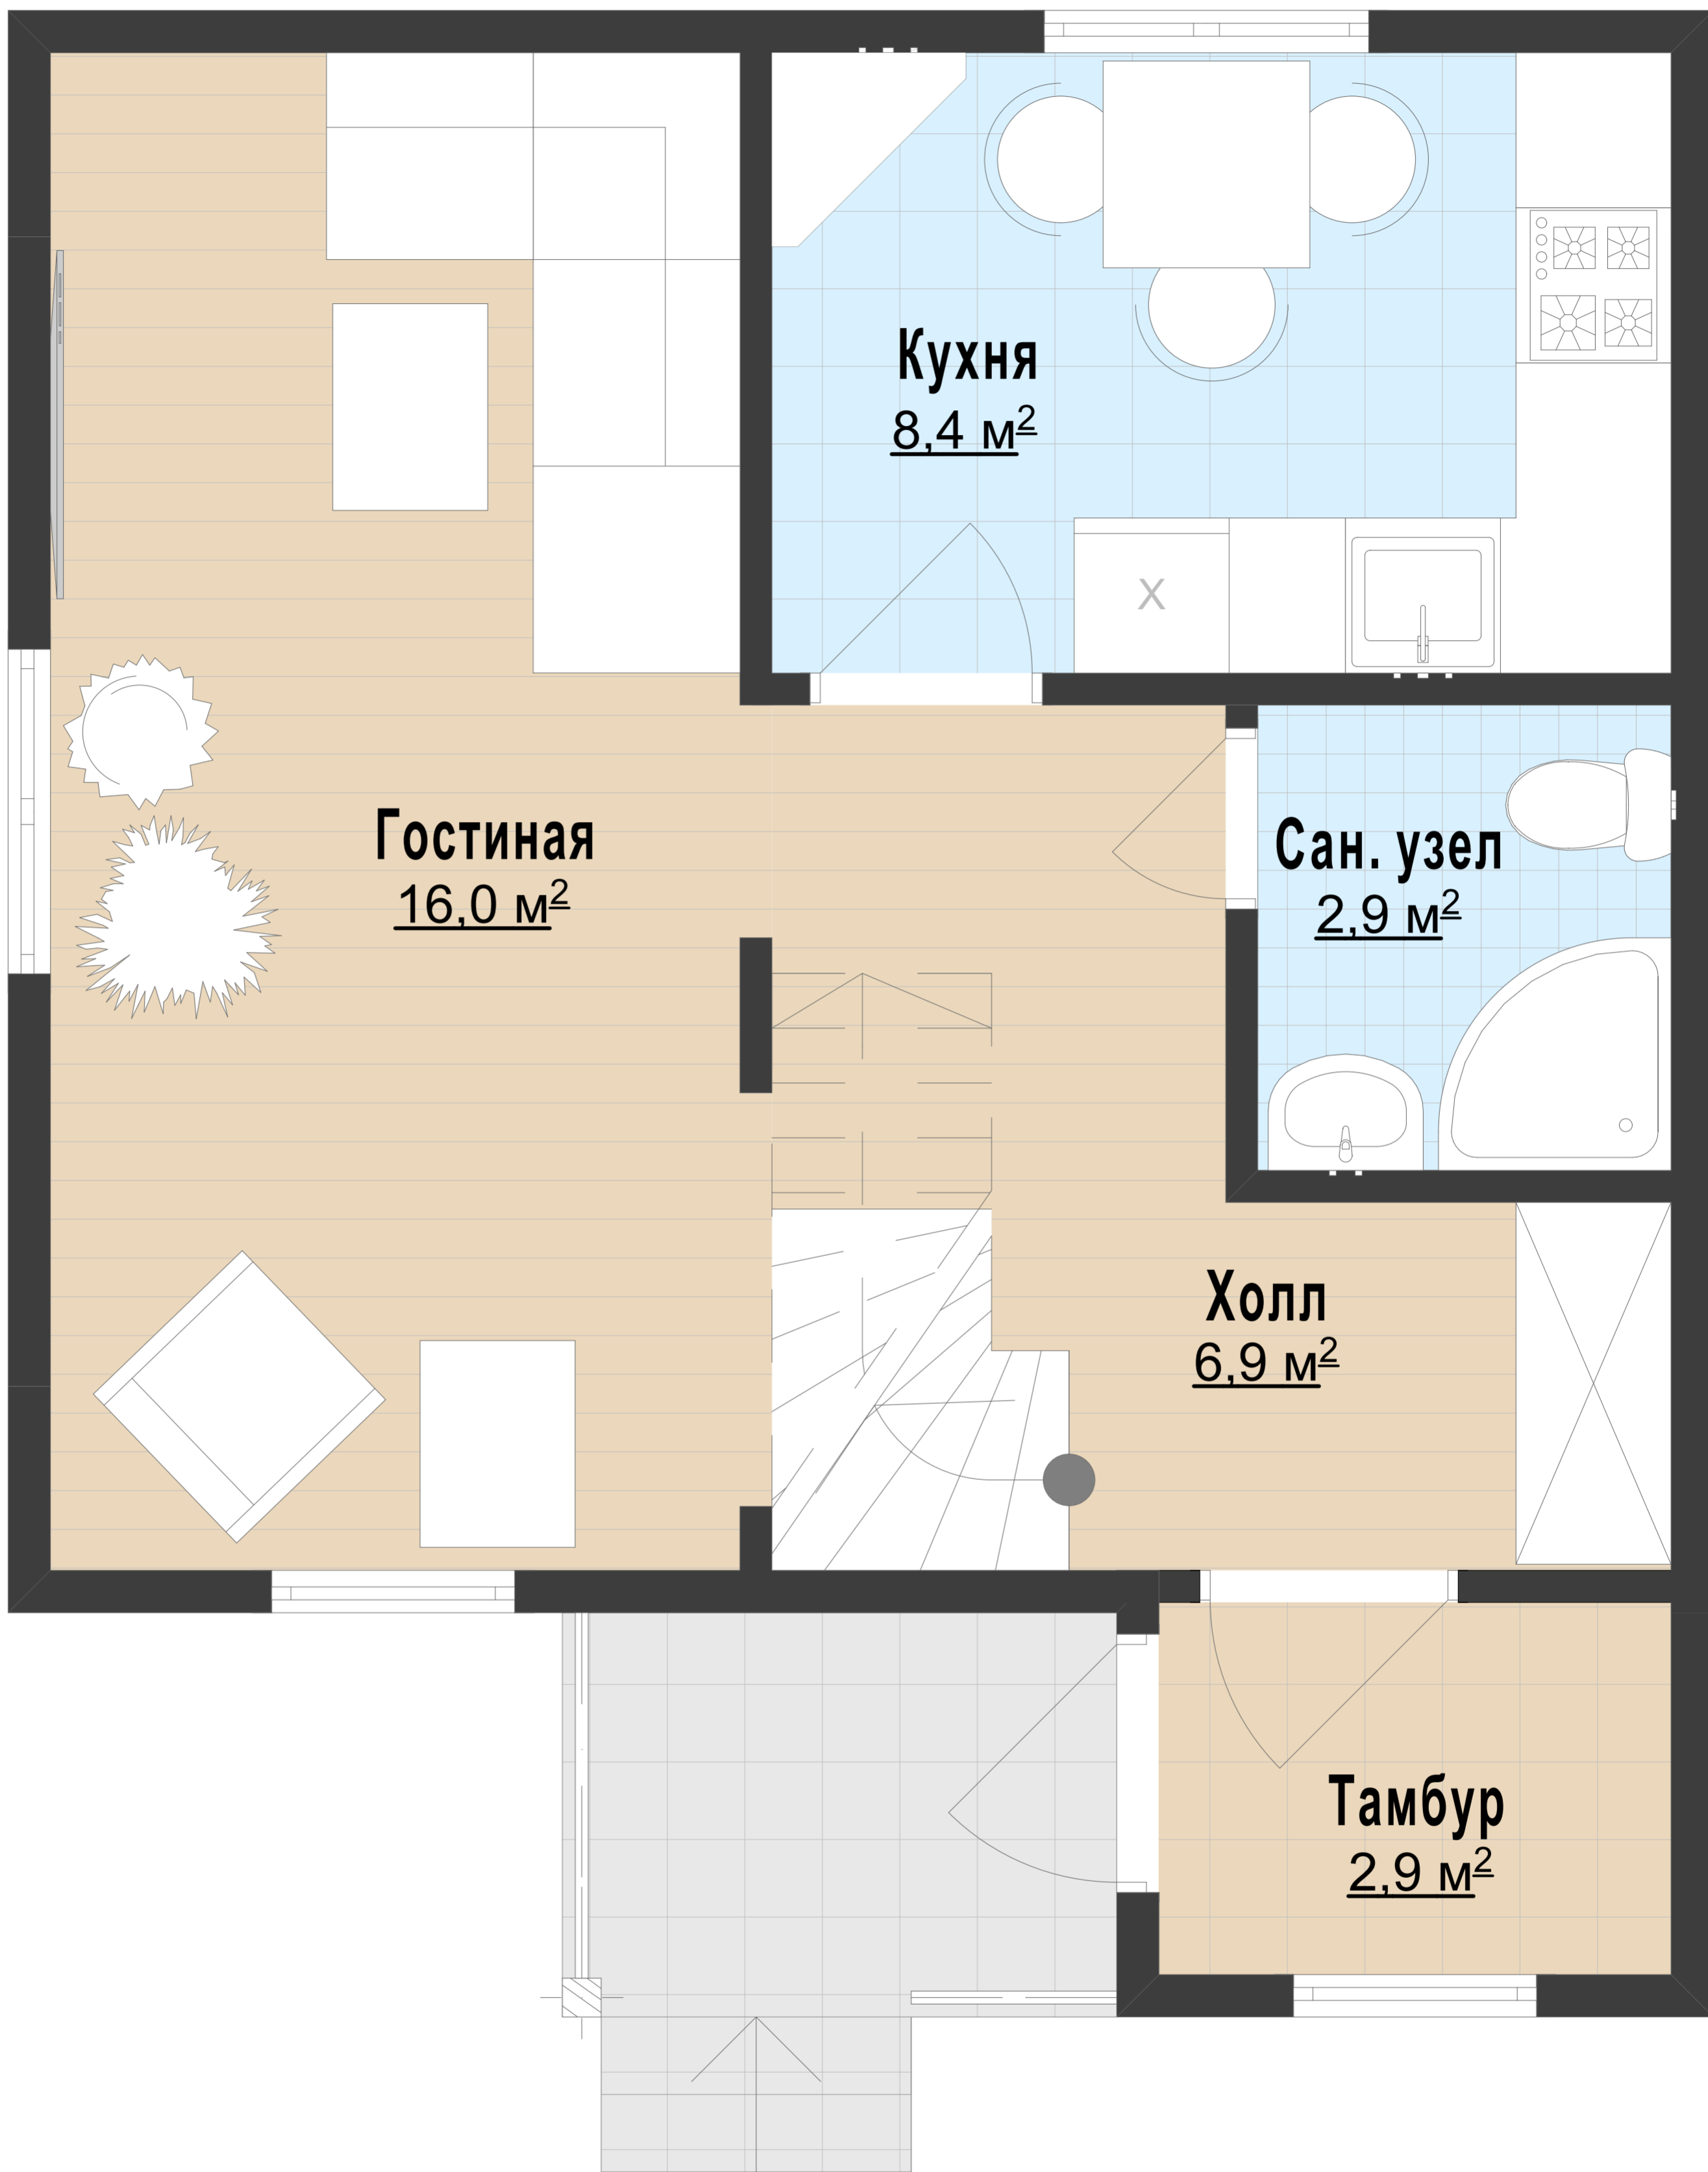 Кухня
8,4 м²
X
Гостиная
16,0 м²
Сан. узел
2,9 м²
Холл
6,9 м²
Тамбур
2,9 м²